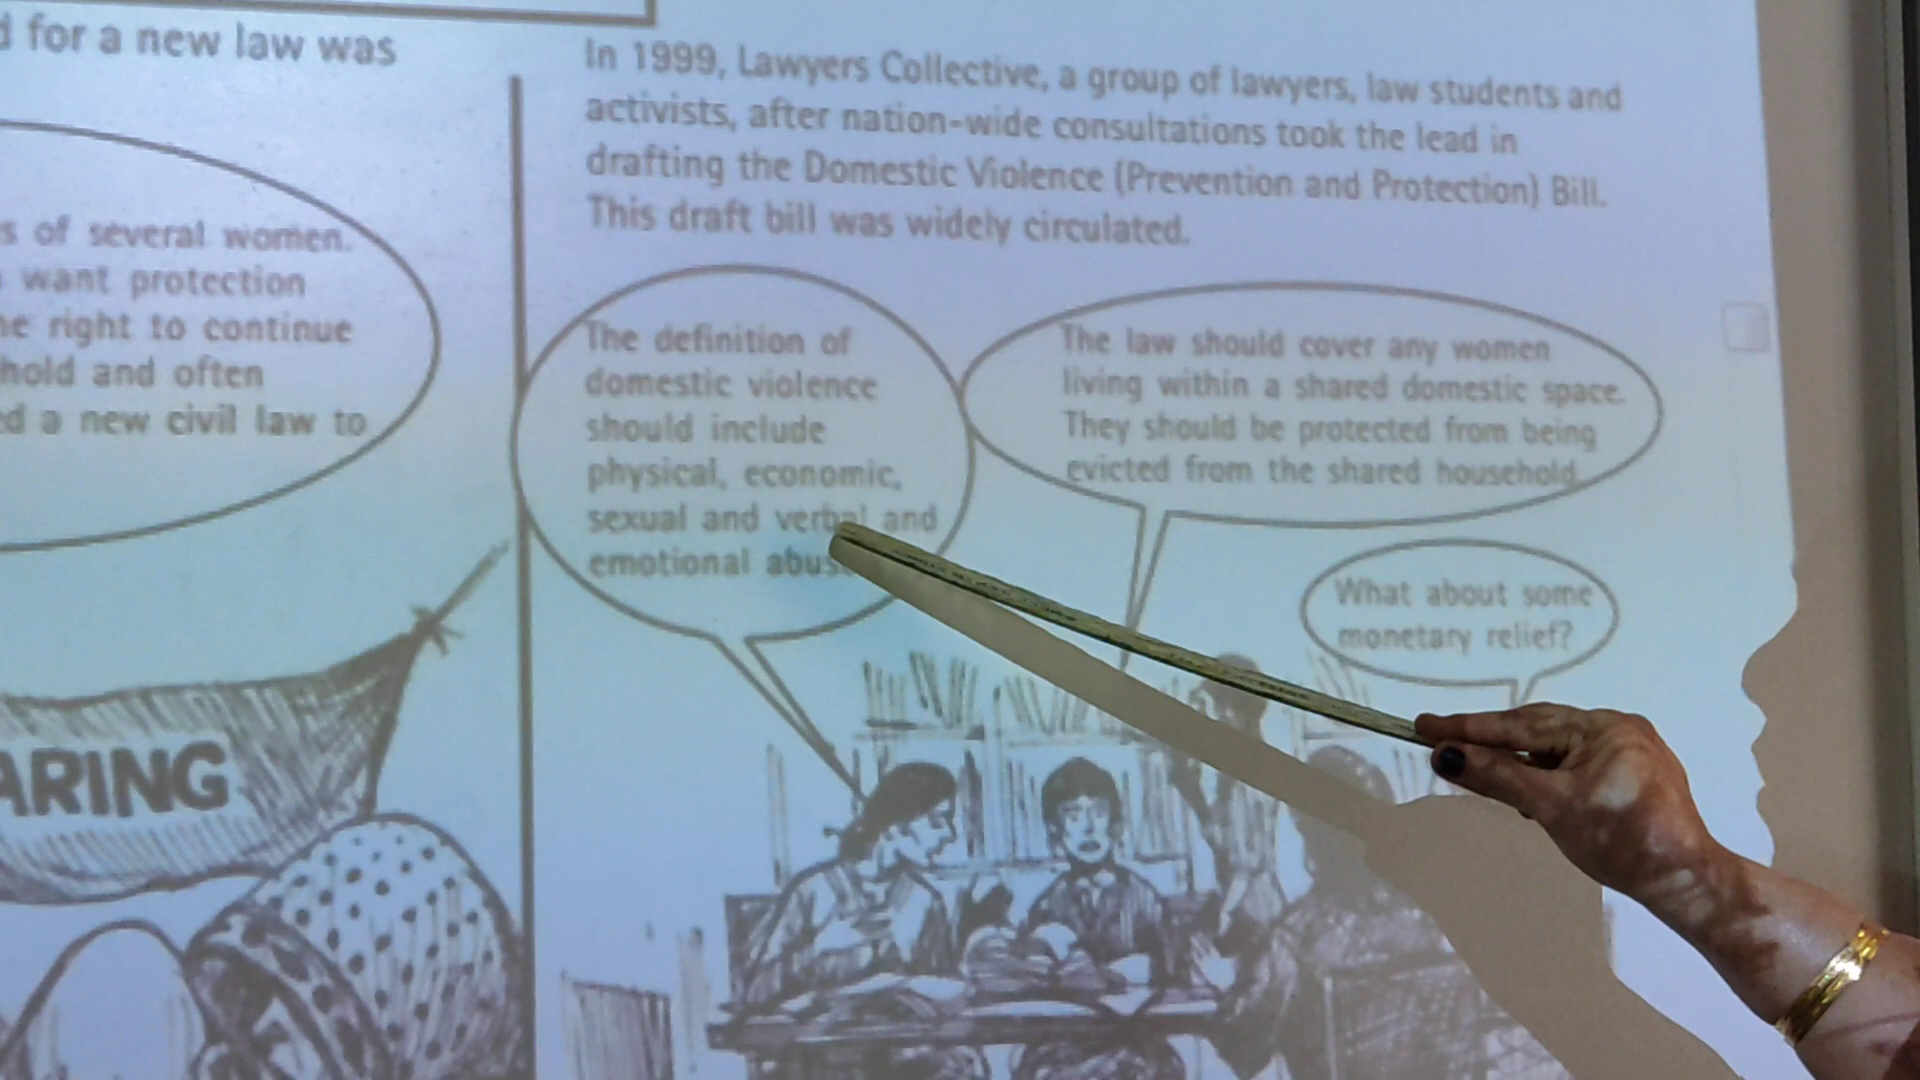 d for a new law was
s of several women.
want protection
he right to continue
hold and often
ed a new civil law to
ARING
In 1999, Lawyers Collective, a group of lawyers, law students and
activists, after nation-wide consultations took the lead in
drafting the Domestic Violence (Prevention and Protection) Bill.
This draft bill was widely circulated.
The definition of
domestic violence
should include
physical, economic,
sexual and verbal and
emotional abus
The law should cover any women
living within a shared domestic space.
They should be protected from being
evicted from the shared household.
What about some
monetary relief?